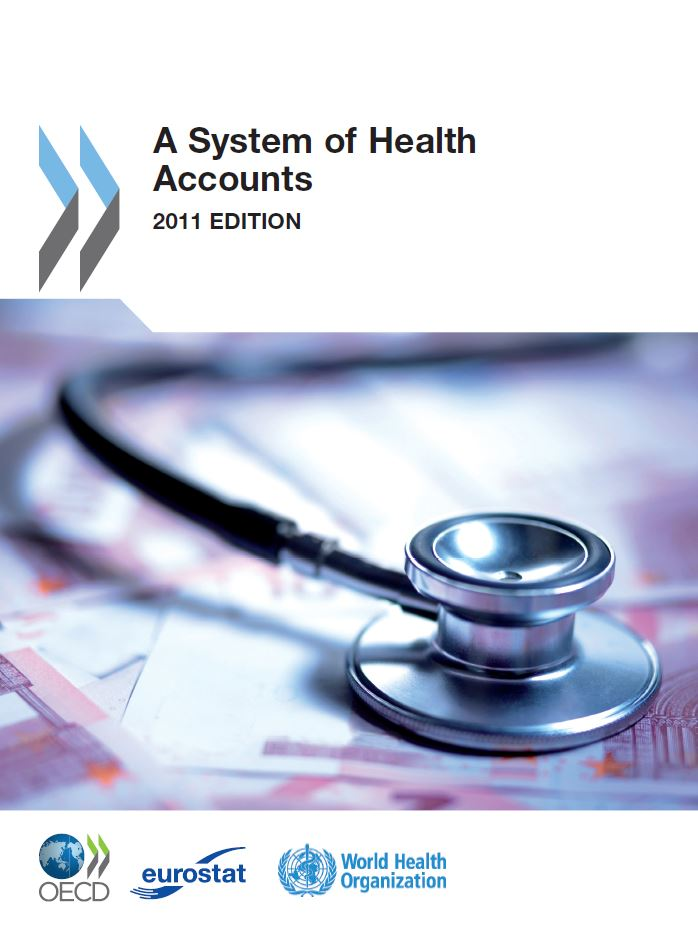 A System of Health
Accounts
2011 EDITION
OECD
eurostat
World Health
Organization